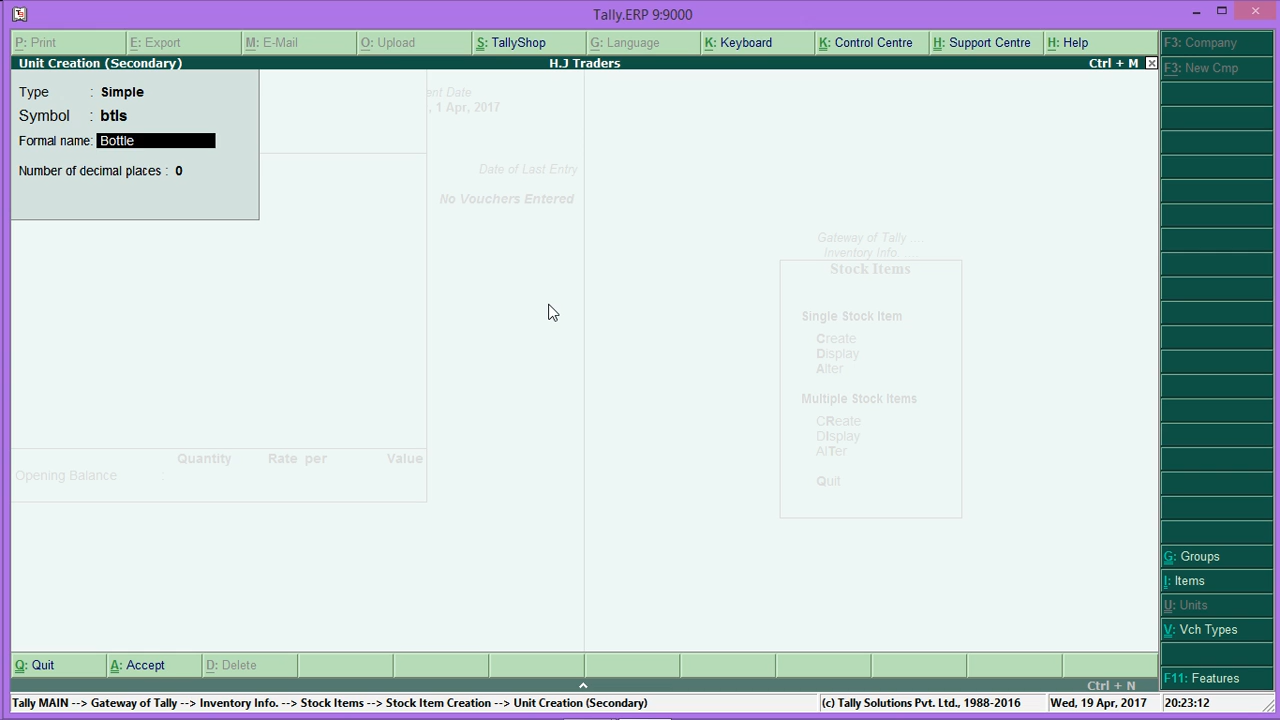 Tally.ERP 9:9000
P: Print E: Export M: E-Mail O: Upload S: TallyShop G: Language K: Keyboard K: Control Centre H: Support Centre H: Help
F3: Company
F3: New Cmp
Unit Creation (Secondary) H.J Traders Ctrl + M
Type : Simple
Symbol : btls
Formal name: Bottle
Number of decimal places : 0
ent Date
, 1 Apr, 2017
Date of Last Entry
No Vouchers Entered
Gateway of Tally ....
Inventory Info. ....
Stock Items
Single Stock Item
Create
Display
Alter
Multiple Stock Items
CReate
DIsplay
AlTer
Quit
Quantity Rate per Value
Opening Balance :
G: Groups
I: Items
U: Units
V: Vch Types
F11: Features
Q: Quit A: Accept D: Delete
Ctrl + N
Tally MAIN --> Gateway of Tally --> Inventory Info. --> Stock Items --> Stock Item Creation --> Unit Creation (Secondary) (c) Tally Solutions Pvt. Ltd., 1988-2016 Wed, 19 Apr, 2017 20:23:12